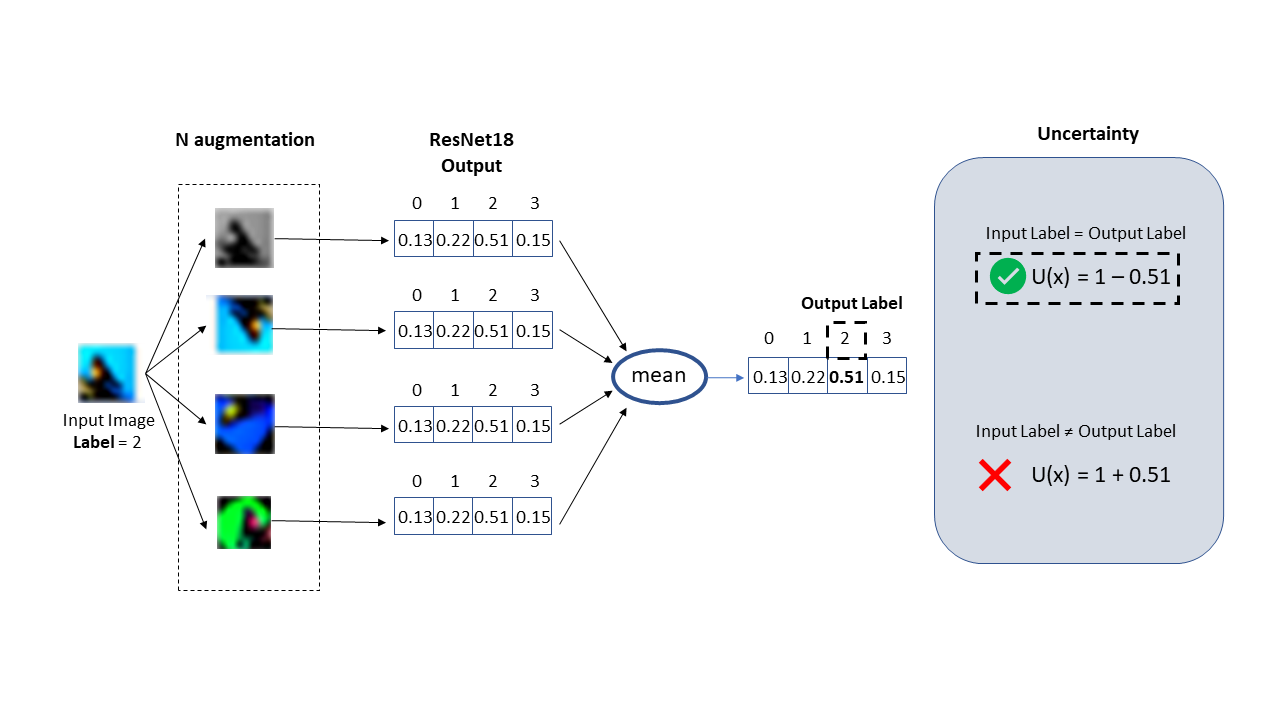 N augmentation
ResNet18
Output
Uncertainty
0 1 2 3
0.13 0.22 0.51 0.15
0 1 2 3
0.13 0.22 0.51 0.15
0 1 2 3
0.13 0.22 0.51 0.15
0 1 2 3
0.13 0.22 0.51 0.15
Input Image
Label = 2
mean
Output Label
0 1 2 3
0.13 0.22 0.51 0.15
Input Label = Output Label
U(x) = 1 – 0.51
Input Label ≠ Output Label
U(x) = 1 + 0.51